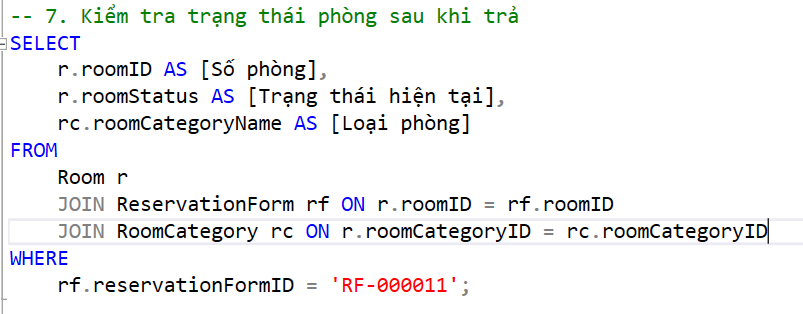 -- 7. Kiểm tra trạng thái phòng sau khi trả
SELECT
    r.roomID AS [Số phòng],
    r.roomStatus AS [Trạng thái hiện tại],
    rc.roomCategoryName AS [Loại phòng]
FROM
    Room r
    JOIN ReservationForm rf ON r.roomID = rf.roomID
    JOIN RoomCategory rc ON r.roomCategoryID = rc.roomCategoryID
WHERE
    rf.reservationFormID = 'RF-000011';